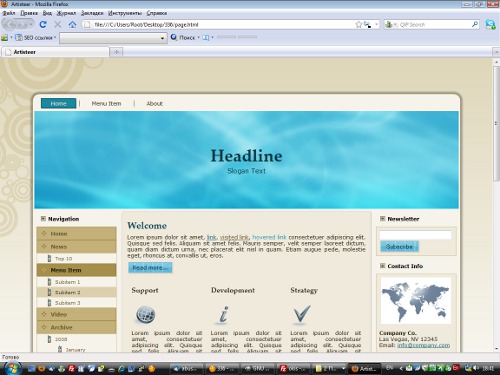 Artisteer - Mozilla Firefox
Файл Правка Вид Журнал Закладки Инструменты Справка
file:///C:/Users/Root/Desktop/336/page.html
QIP Search
SEO ссылки
Поиск
Artisteer
Home
Menu Item
About
Headline
Slogan Text
Navigation
Home
News
Top 10
Menu Item
Subitem 1
Subitem 2
Subitem 3
Video
Archive
2008
January
Welcome
Lorem ipsum dolor sit amet, link, visited link, hovered link consectetuer adipiscing elit.
Quisque sed felis. Aliquam sit amet felis. Mauris semper, velit semper laoreet dictum,
quam diam dictum urna, nec placerat elit nisl in quam. Etiam augue pede, molestie
eget, rhoncus at, convallis ut, eros.
Read more...
Support
Development
Strategy
Lorem ipsum dolor sit amet, consectetuer adipiscing elit. Quisque sed felis.
Lorem ipsum dolor sit amet, consectetuer adipiscing elit. Quisque sed felis.
Lorem ipsum dolor sit amet, consectetuer adipiscing elit. Quisque sed felis.
Newsletter
Subscribe
Contact Info
Company Co.
Las Vegas, NV 12345
Email: info@company.com
Готово
EN
18:41